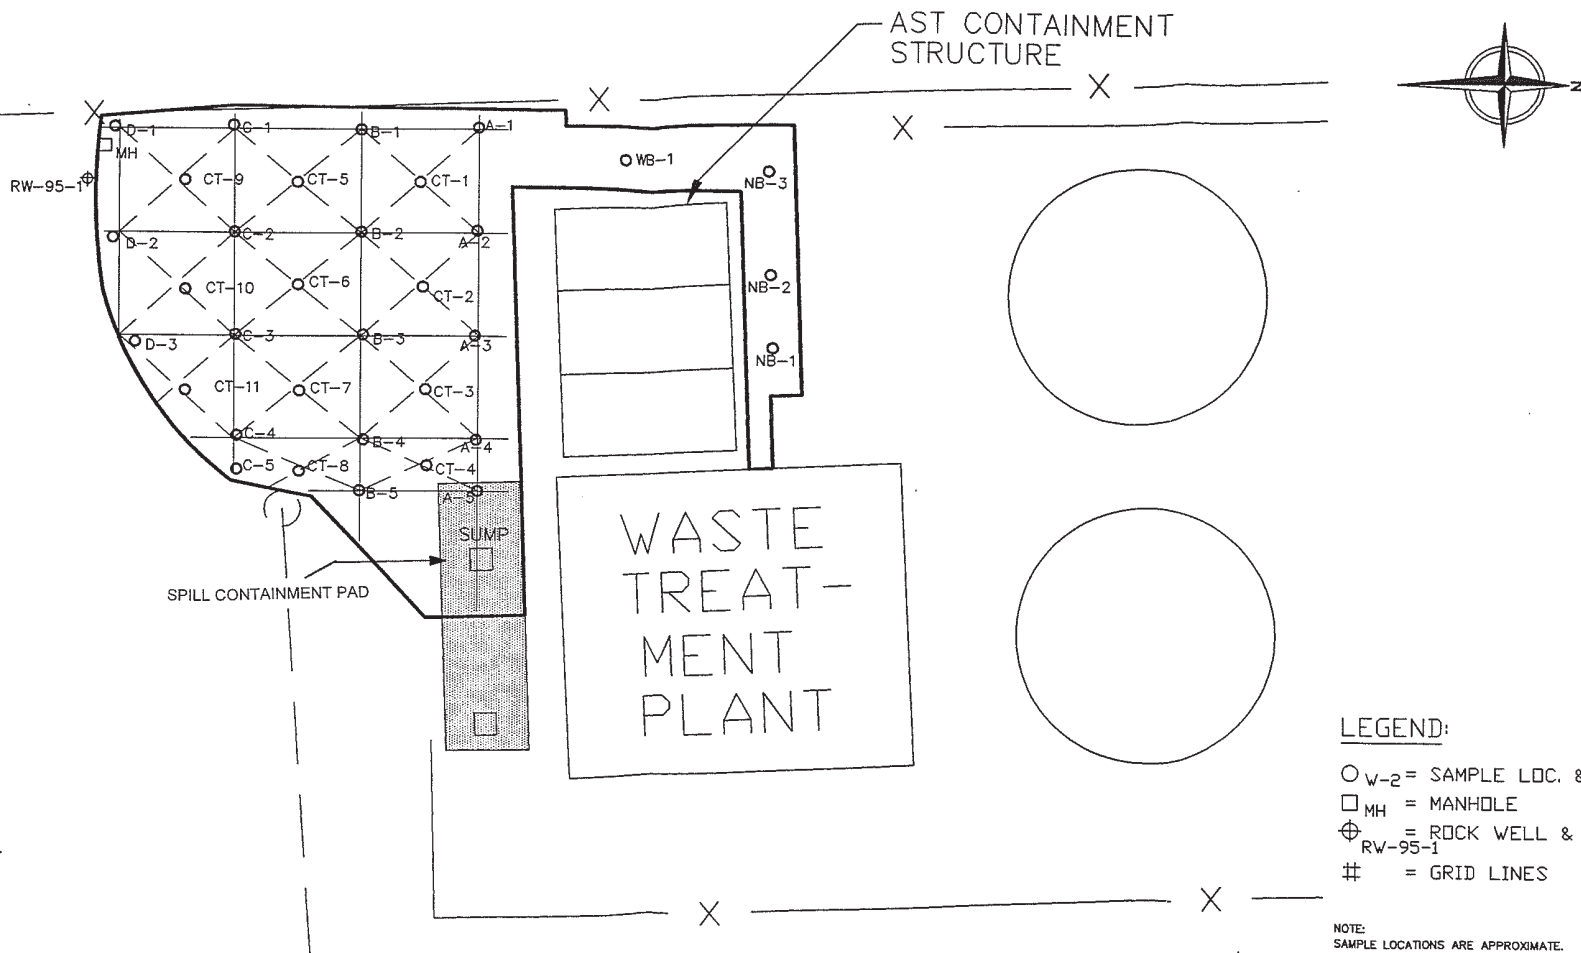 AST CONTAINMENT
STRUCTURE
N
D-1
C-1
B-1
A-1
MH
WB-1
RW-95-1
CT-9
CT-5
CT-1
NB-3
D-2
C-2
B-2
A-2
CT-10
CT-6
CT-2
NB-2
D-3
C-3
B-3
A-3
NB-1
CT-11
CT-7
CT-3
C-4
B-4
A-4
C-5
CT-8
CT-4
B-5
A-5
SUMP
SPILL CONTAINMENT PAD
WASTE
TREAT-
MENT
PLANT
LEGEND:
W-2 = SAMPLE LOC. &
MH = MANHOLE
RW-95-1 = ROCK WELL &
# = GRID LINES
NOTE:
SAMPLE LOCATIONS ARE APPROXIMATE.